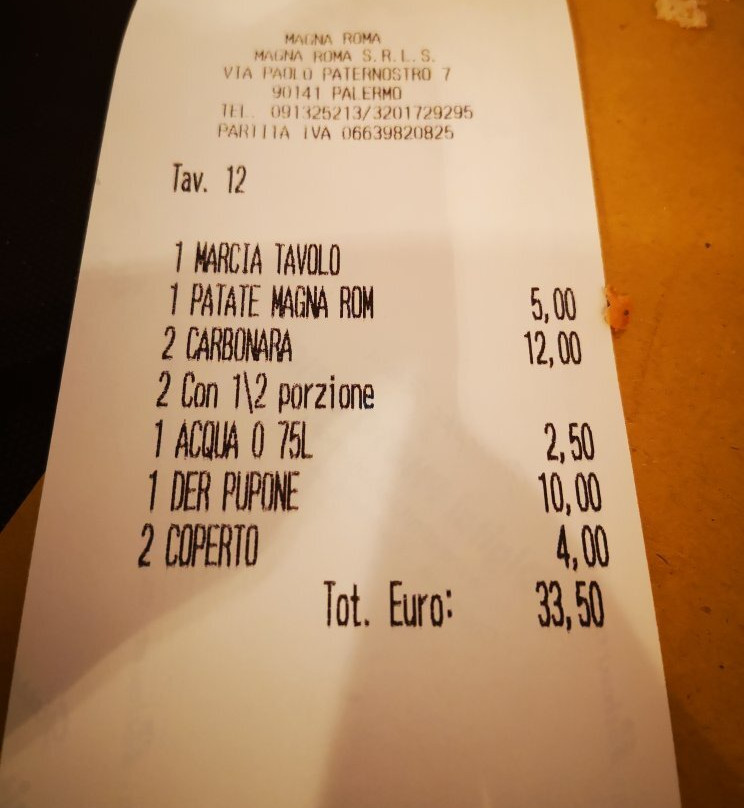 MAGNA ROMA
MAGNA ROMA S.R.L.S.
VIA PAOLO PATERNOSTRO 7
90141 PALERMO
TEL. 091325213/3201729295
PARTITA IVA 06639820825
Tav. 12
1 MARCIA TAVOLO
1 PATATE MAGNA ROM 5,00
2 CARBONARA 12,00
2 Con 1\2 porzione
1 ACQUA 0 75L 2,50
1 DER PUPONE 10,00
2 COPERTO 4,00
Tot. Euro: 33,50